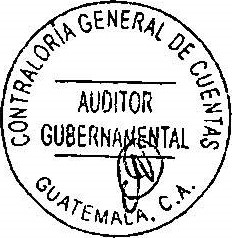 CONTRALORÍA GENERAL DE CUENTAS
AUDITOR
GUBERNAMENTAL
GUATEMALA, C.A.